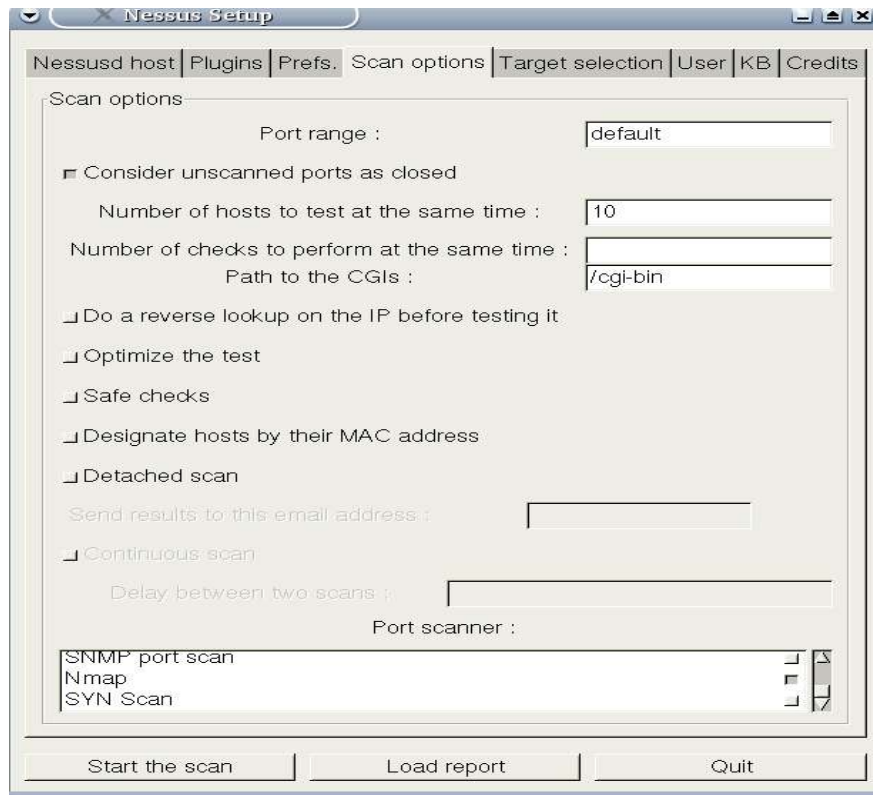 Nessus Setup
Nessusd host Plugins Prefs. Scan options Target selection User KB Credits
Scan options
Port range : default
Consider unscanned ports as closed
Number of hosts to test at the same time : 10
Number of checks to perform at the same time :
Path to the CGIs : /cgi-bin
Do a reverse lookup on the IP before testing it
Optimize the test
Safe checks
Designate hosts by their MAC address
Detached scan
Send results to this email address :
Continuous scan
Delay between two scans :
Port scanner :
SNMP port scan
Nmap
SYN Scan
Start the scan Load report Quit